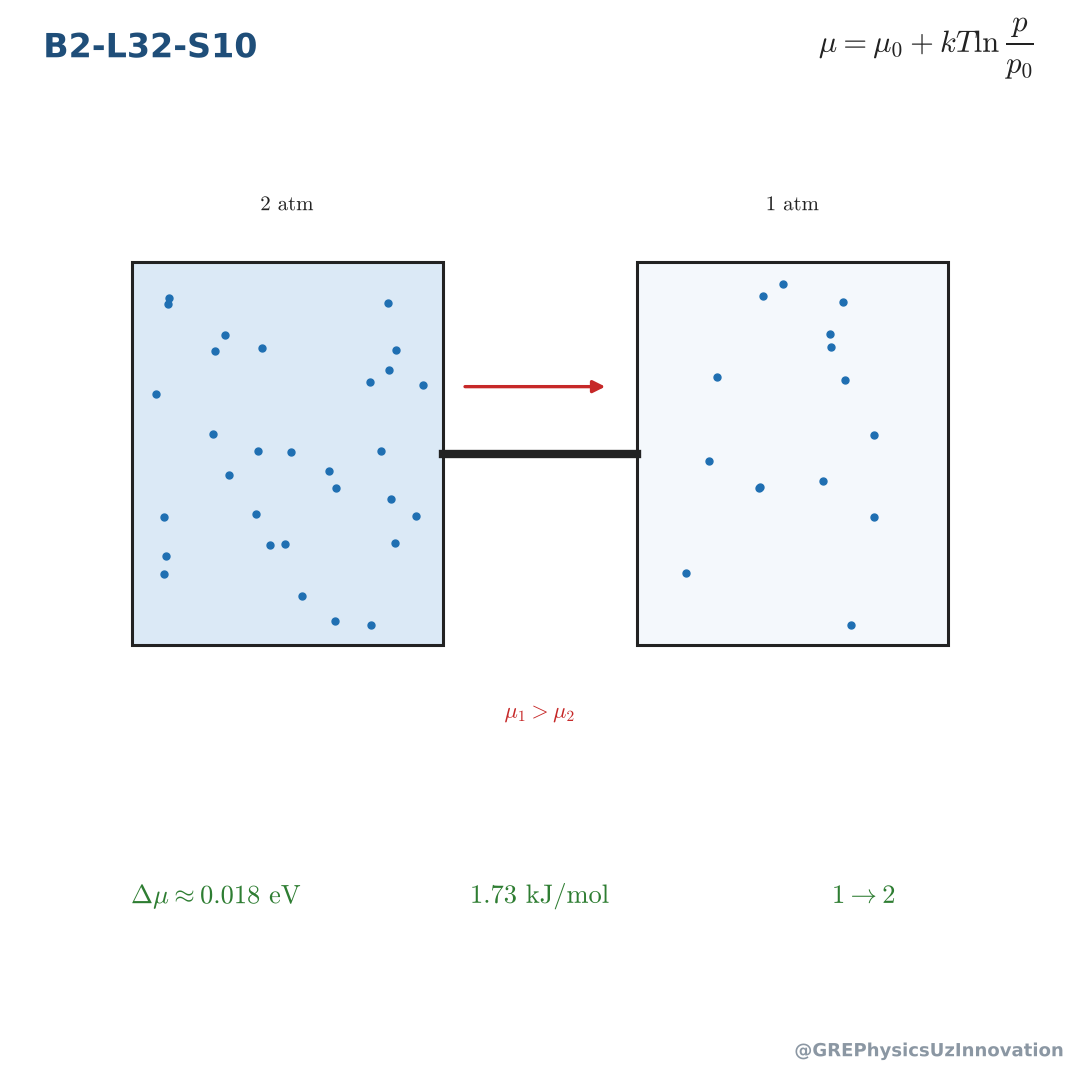 B2-L32-S10
μ = μ₀ + kT ln p/p₀
2 atm
1 atm
μ₁ > μ₂
Δμ ≈ 0.018 eV
1.73 kJ/mol
1 → 2
@GREPhysicsUzInnovation